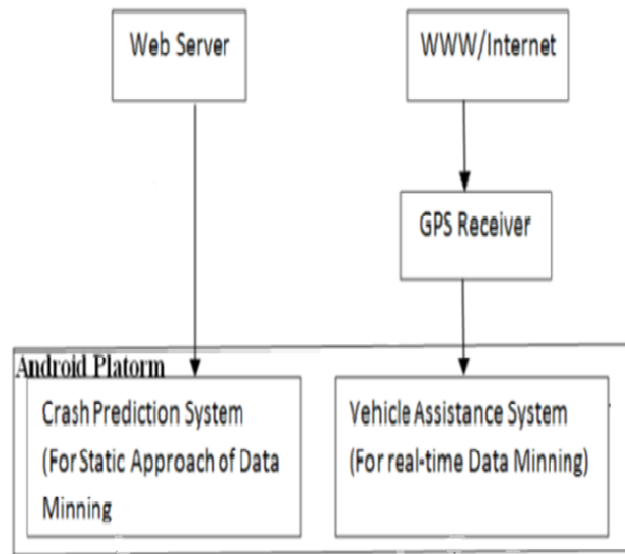 Web Server
WWW/Internet
GPS Receiver
Android Platorm
Crash Prediction System
(For Static Approach of Data
Minning
Vehicle Assistance System
(For real-time Data Minning)